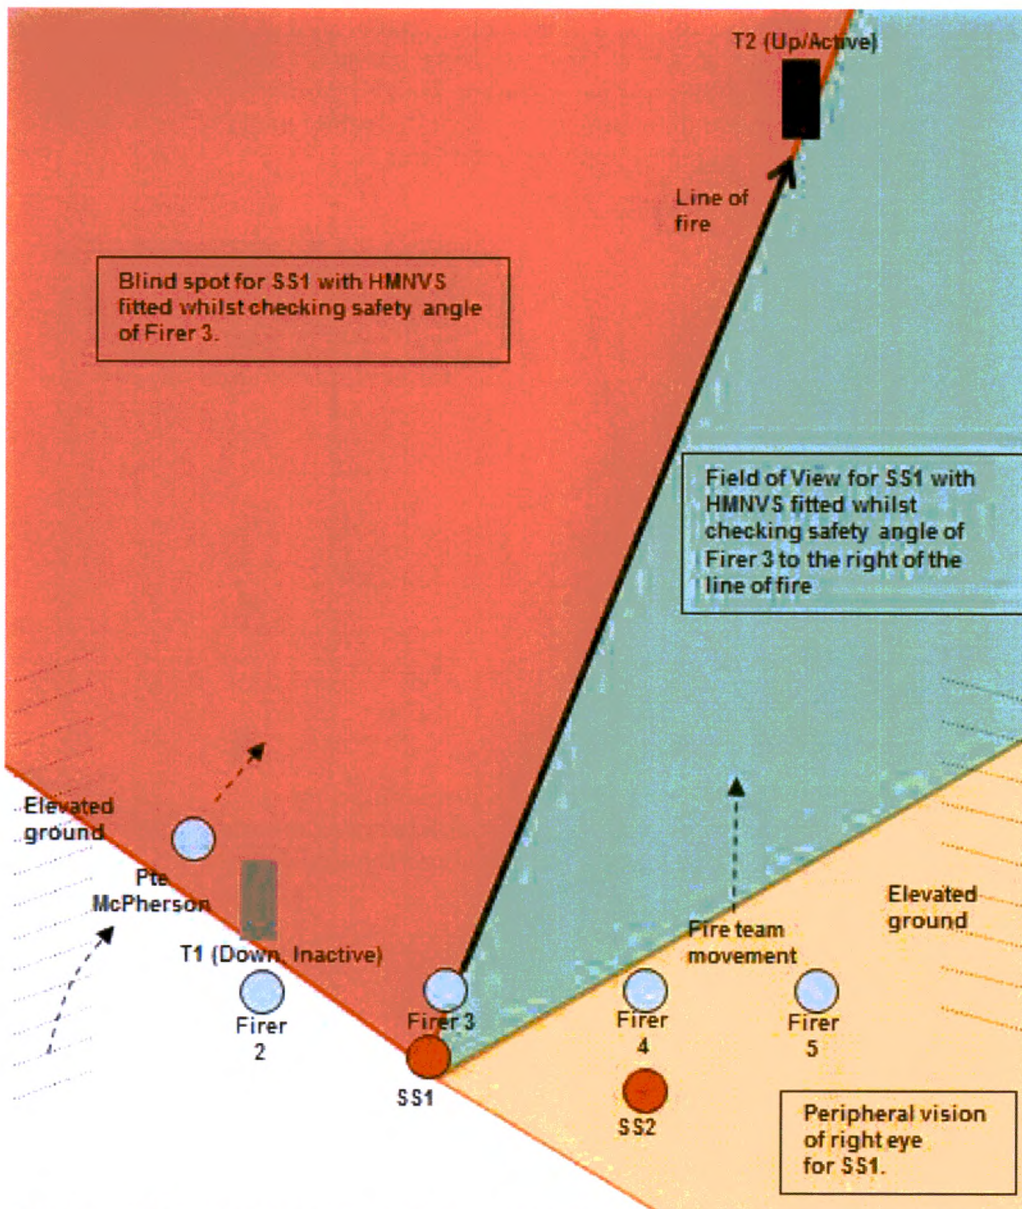 T2 (Up/Active)
Line of
fire
Blind spot for SS1 with HMNVS
fitted whilst checking safety angle
of Firer 3.
Field of View for SS1 with
HMNVS fitted whilst
checking safety angle of
Firer 3 to the right of the
line of fire
Elevated
ground
Pte
McPherson
T1 (Down, Inactive)
Firer
2
Firer 3
SS1
Fire team
movement
Firer
4
SS2
Elevated
ground
Firer
5
Peripheral vision
of right eye
for SS1.